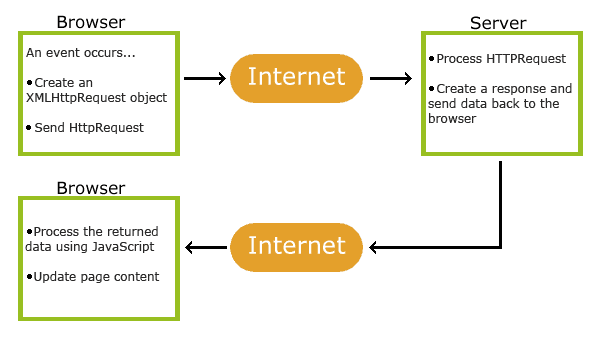 Browser
An event occurs...
•Create an
XMLHttpRequest object
•Send HttpRequest
Internet
Server
•Process HTTPRequest
•Create a response and
send data back to the
browser
Browser
•Process the returned
data using JavaScript
•Update page content
Internet